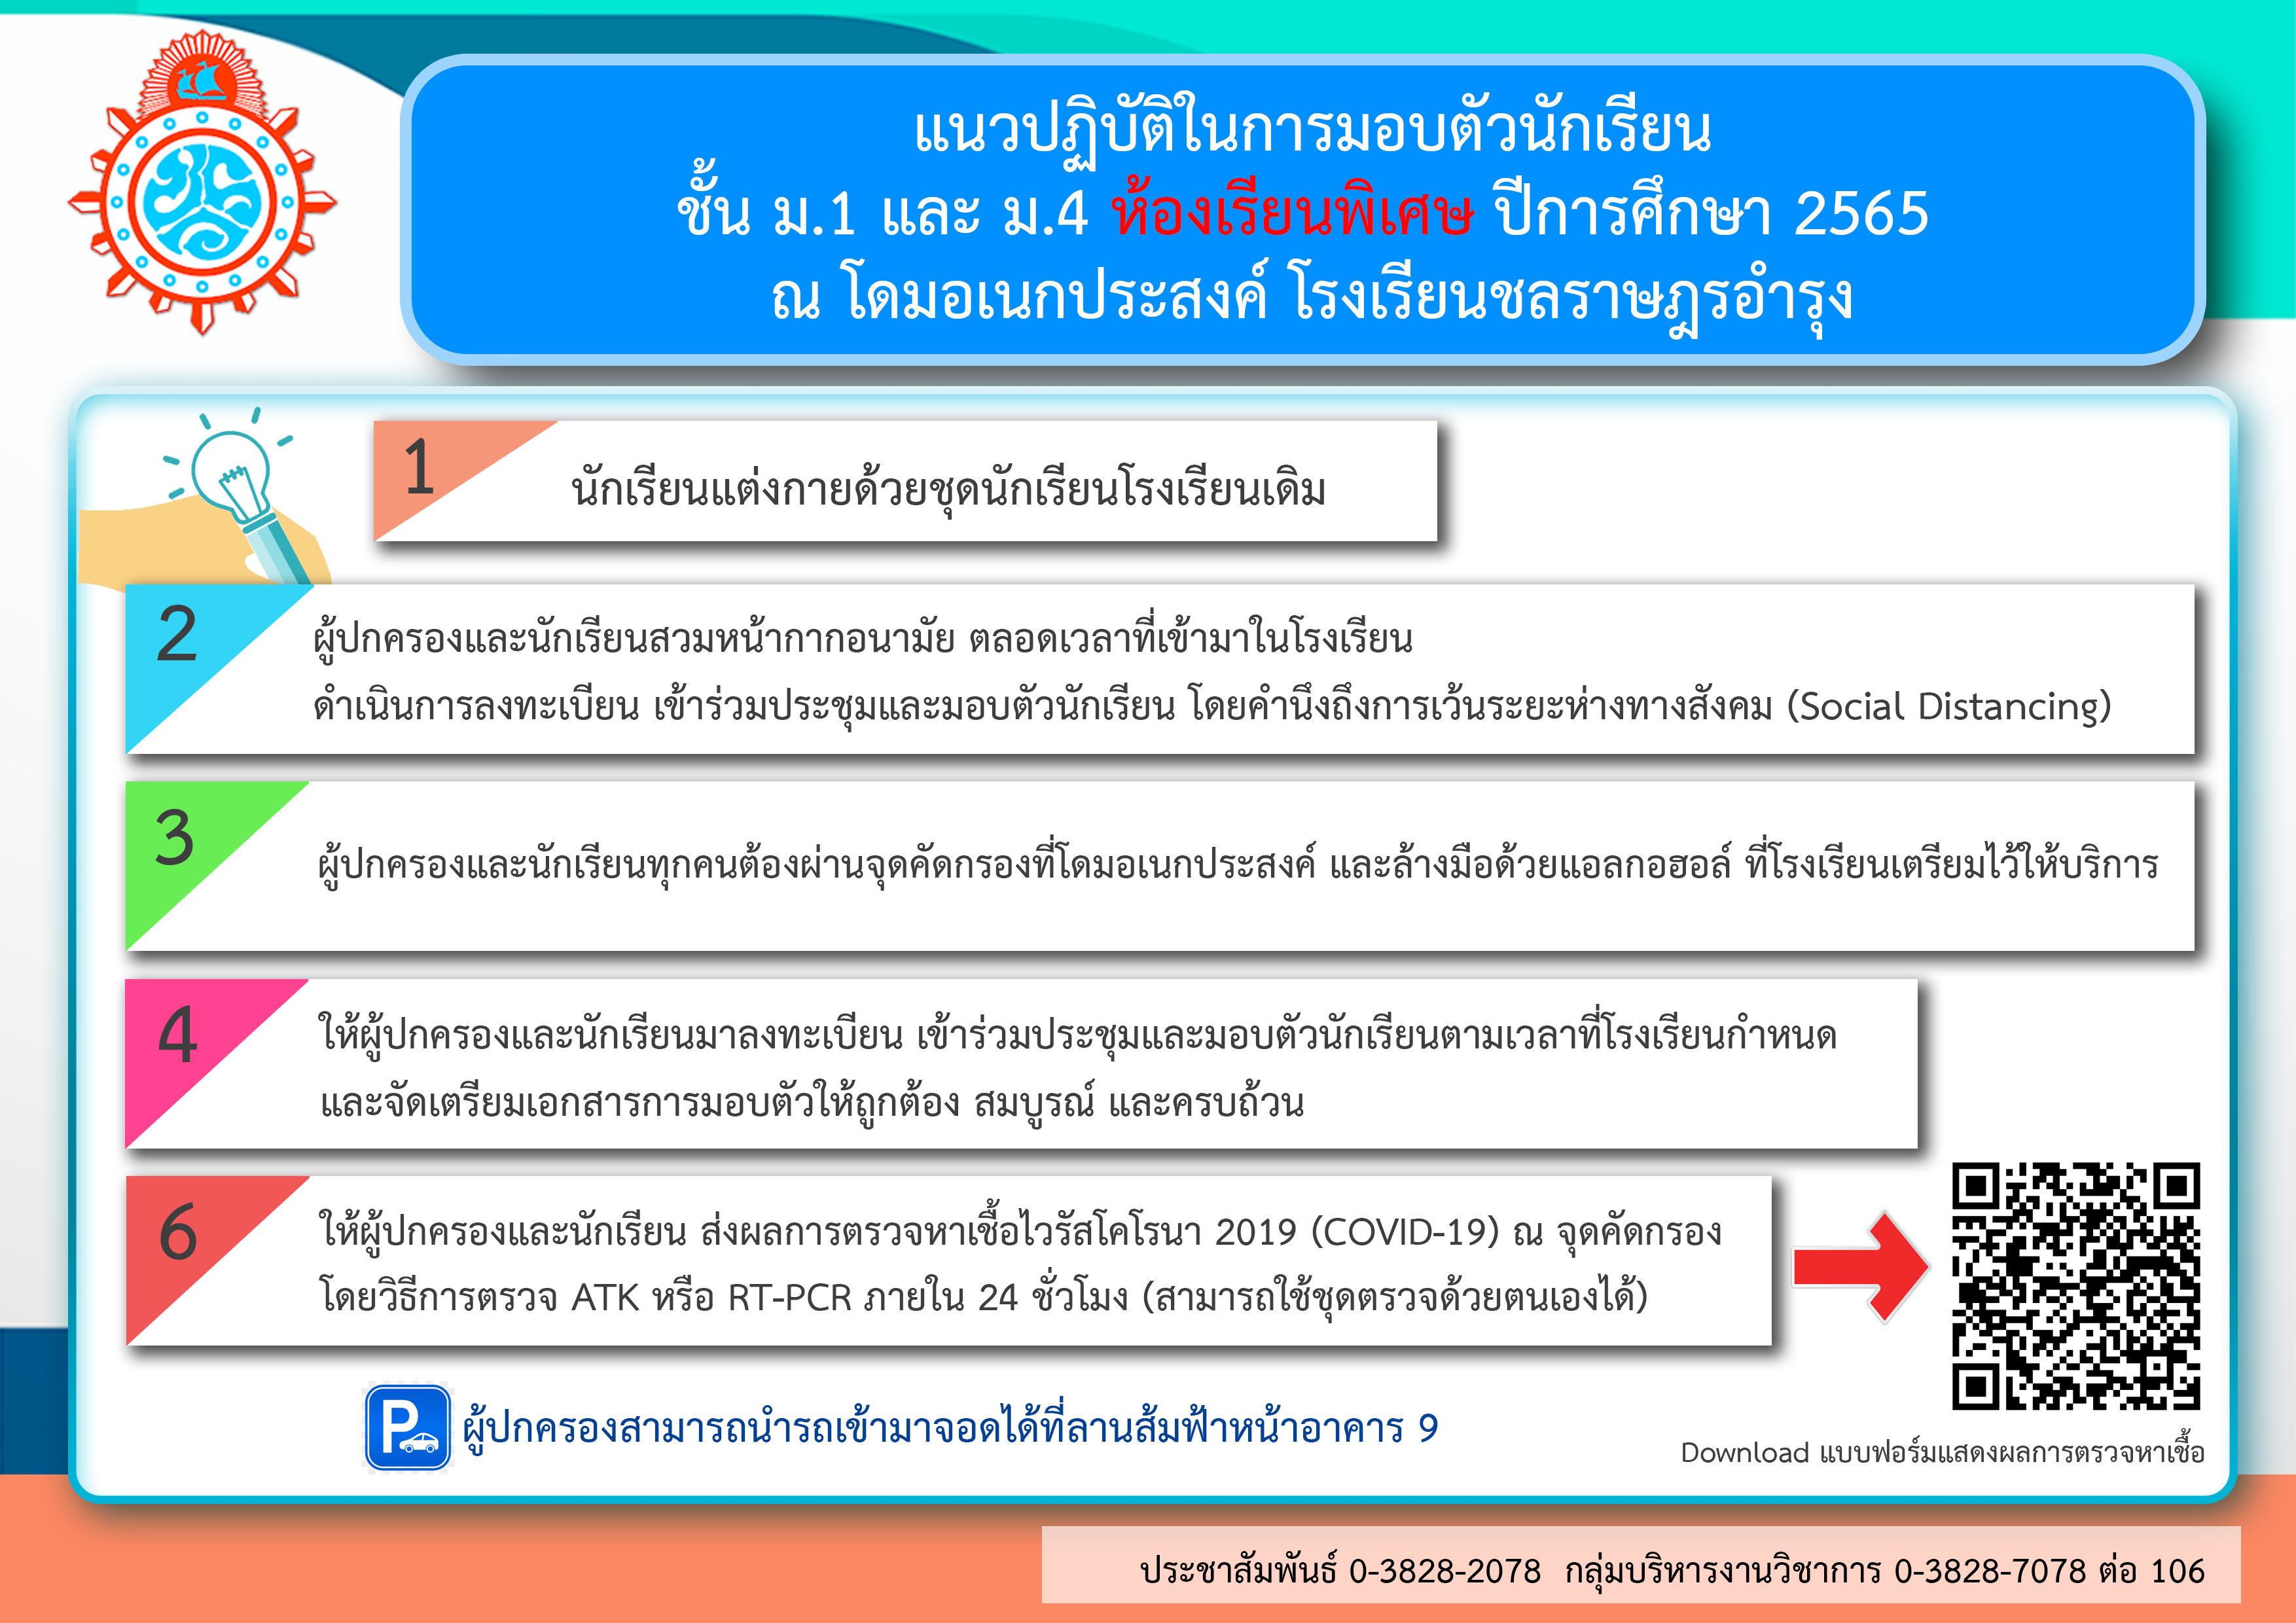 แนวปฏิบัติในการมอบตัวนักเรียน
ชั้น ม.1 และ ม.4 ห้องเรียนพิเศษ ปีการศึกษา 2565
ณ โดมอเนกประสงค์ โรงเรียนชลราษฎรอำรุง
1
นักเรียนแต่งกายด้วยชุดนักเรียนโรงเรียนเดิม
2
ผู้ปกครองและนักเรียนสวมหน้ากากอนามัย ตลอดเวลาที่เข้ามาในโรงเรียน
ดำเนินการลงทะเบียน เข้าร่วมประชุมและมอบตัวนักเรียน โดยคำนึงถึงการเว้นระยะห่างทางสังคม (Social Distancing)
3
ผู้ปกครองและนักเรียนทุกคนต้องผ่านจุดคัดกรองที่โดมอเนกประสงค์ และล้างมือด้วยแอลกอฮอล์ ที่โรงเรียนเตรียมไว้ให้บริการ
4
ให้ผู้ปกครองและนักเรียนมาลงทะเบียน เข้าร่วมประชุมและมอบตัวนักเรียนตามเวลาที่โรงเรียนกำหนด
และจัดเตรียมเอกสารการมอบตัวให้ถูกต้อง สมบูรณ์ และครบถ้วน
6
ให้ผู้ปกครองและนักเรียน ส่งผลการตรวจหาเชื้อไวรัสโคโรนา 2019 (COVID-19) ณ จุดคัดกรอง
โดยวิธีการตรวจ ATK หรือ RT-PCR ภายใน 24 ชั่วโมง (สามารถใช้ชุดตรวจด้วยตนเองได้)
P ผู้ปกครองสามารถนำรถเข้ามาจอดได้ที่ลานส้มฟ้าหน้าอาคาร 9
Download แบบฟอร์มแสดงผลการตรวจหาเชื้อ
ประชาสัมพันธ์ 0-3828-2078 กลุ่มบริหารงานวิชาการ 0-3828-7078 ต่อ 106